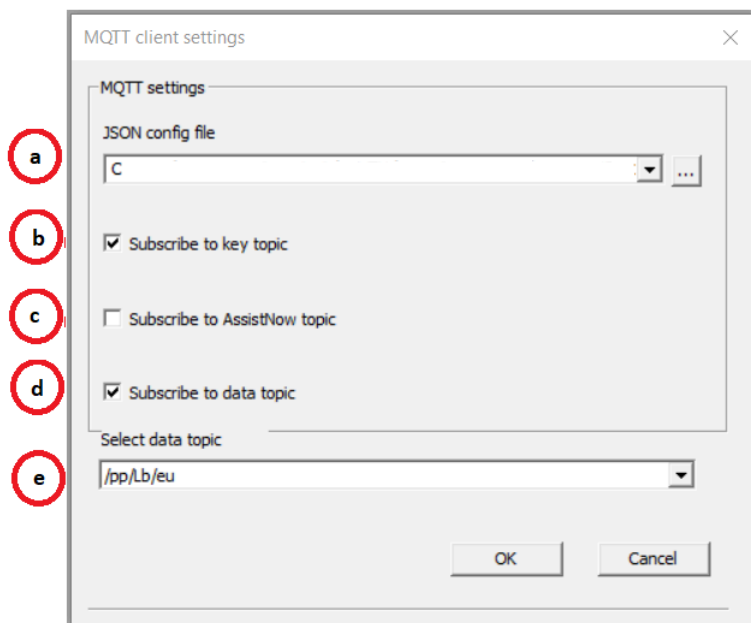 MQTT client settings
MQTT settings
JSON config file
a
C
...
b
Subscribe to key topic
c
Subscribe to AssistNow topic
d
Subscribe to data topic
Select data topic
e
/pp/Lb/eu
OK
Cancel